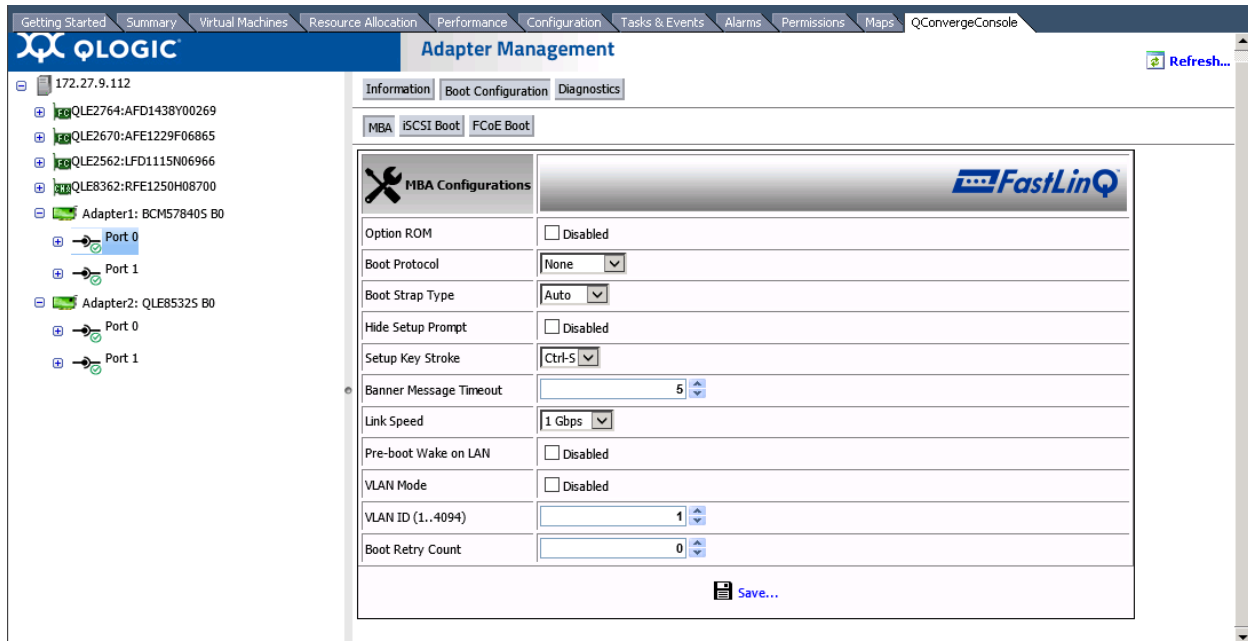 Getting Started Summary Virtual Machines Resource Allocation Performance Configuration Tasks & Events Alarms Permissions Maps QConvergeConsole
QLOGIC
Adapter Management
Refresh...
172.27.9.112
QLE2764:AFD1438Y00269
QLE2670:AFE1229F06865
QLE2562:LFD1115N06966
QLE8362:RFE1250H08700
Adapter1: BCM57840S B0
Port 0
Port 1
Adapter2: QLE8532S B0
Port 0
Port 1
Information Boot Configuration Diagnostics
MBA iSCSI Boot FCoE Boot
MBA Configurations
FastLinQ
Option ROM Disabled
Boot Protocol None
Boot Strap Type Auto
Hide Setup Prompt Disabled
Setup Key Stroke Ctrl-S
Banner Message Timeout 5
Link Speed 1 Gbps
Pre-boot Wake on LAN Disabled
VLAN Mode Disabled
VLAN ID (1..4094) 1
Boot Retry Count 0
Save...